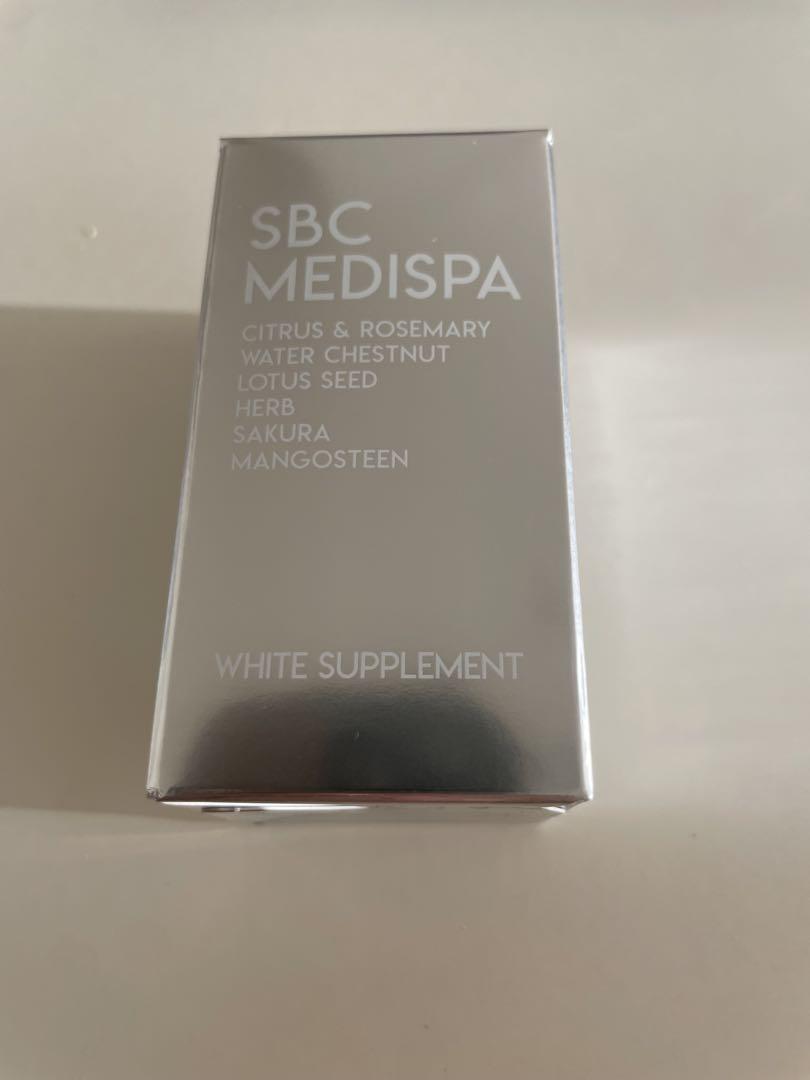 SBC
MEDISPA
CITRUS & ROSEMARY
WATER CHESTNUT
LOTUS SEED
HERB
SAKURA
MANGOSTEEN
WHITE SUPPLEMENT